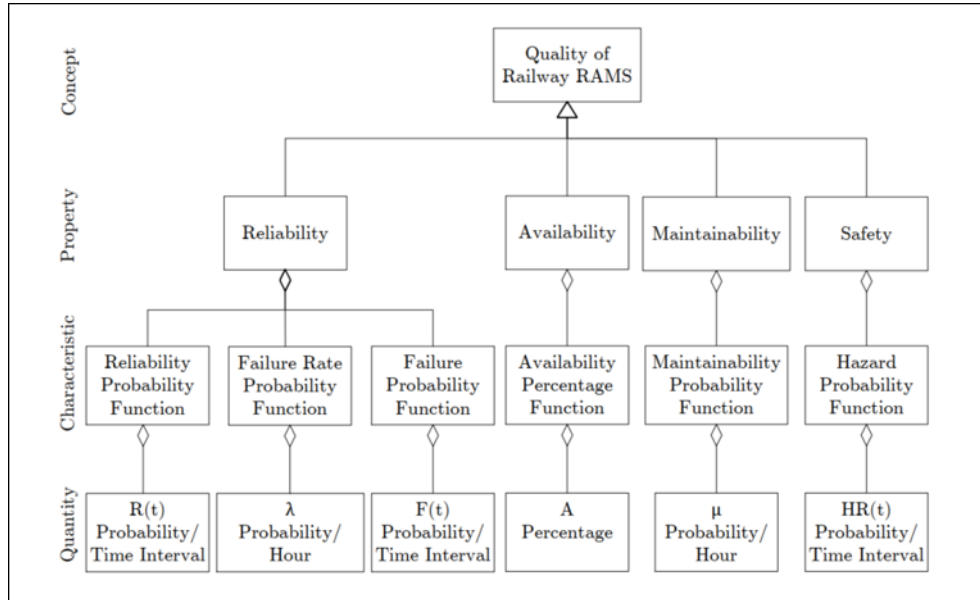 Concept
Quality of
Railway RAMS
Property
Reliability
Availability
Maintainability
Safety
Characteristic
Reliability
Probability
Function
Failure Rate
Probability
Function
Failure
Probability
Function
Availability
Percentage
Function
Maintainability
Probability
Function
Hazard
Probability
Function
Quantity
R(t)
Probability/
Time Interval
λ
Probability/
Hour
F(t)
Probability/
Time Interval
A
Percentage
μ
Probability/
Hour
HR(t)
Probability/
Time Interval